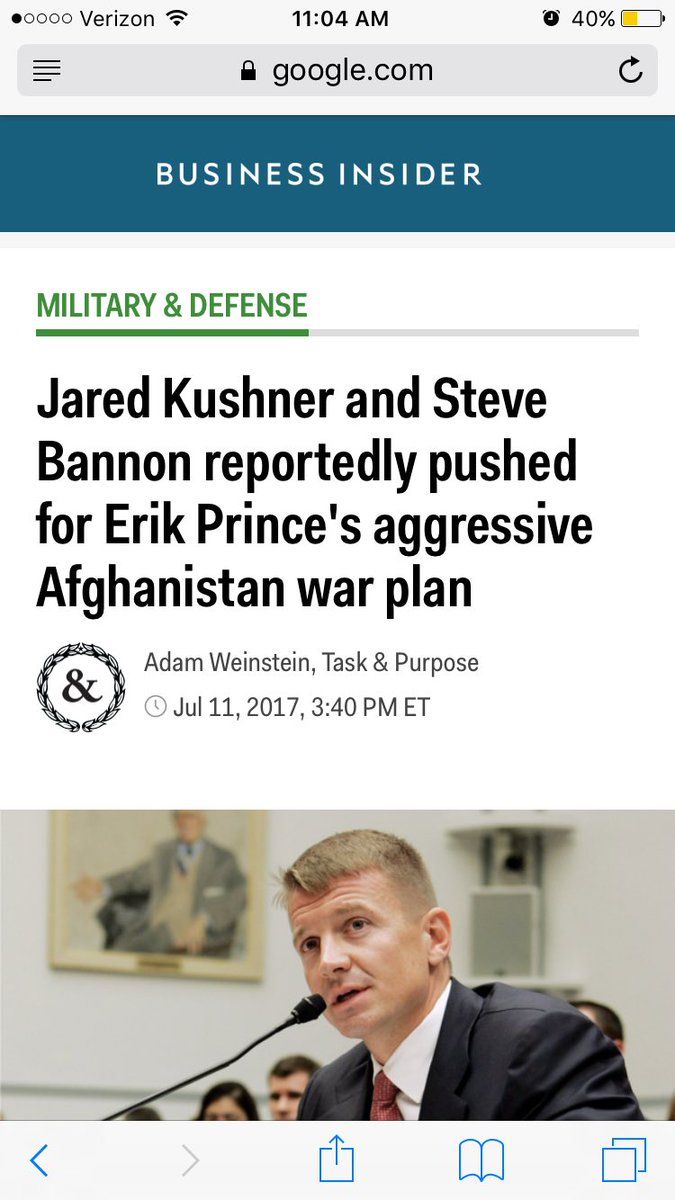 Verizon 11:04 AM 40%
google.com
BUSINESS INSIDER
MILITARY & DEFENSE
Jared Kushner and Steve
Bannon reportedly pushed
for Erik Prince's aggressive
Afghanistan war plan
&
Adam Weinstein, Task & Purpose
Jul 11, 2017, 3:40 PM ET